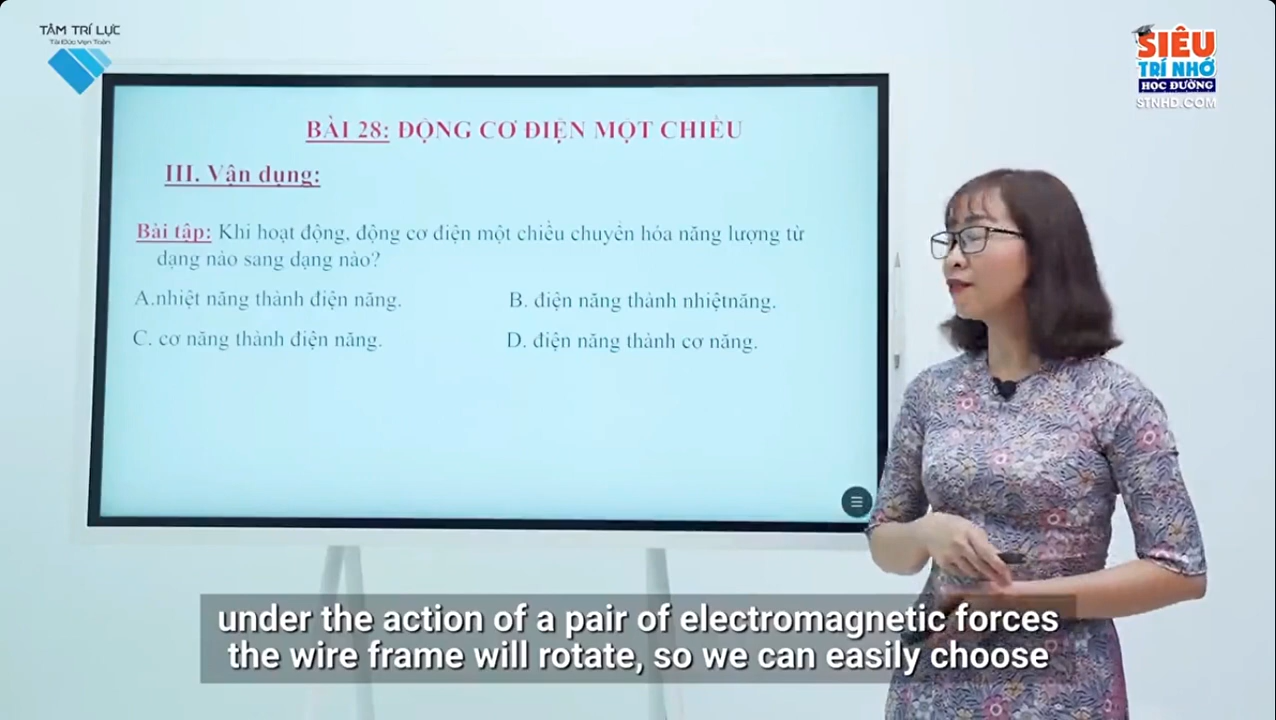 TÂM TRÍ LỰC
Tài Đức Vẹn Toàn
SIÊU
TRÍ NHỚ
HỌC ĐƯỜNG
STNHD.COM
BÀI 28: ĐỘNG CƠ ĐIỆN MỘT CHIỀU
III. Vận dụng:
Bài tập: Khi hoạt động, động cơ điện một chiều chuyển hóa năng lượng từ
dạng nào sang dạng nào?
A.nhiệt năng thành điện năng.
B. điện năng thành nhiệtnăng.
C. cơ năng thành điện năng.
D. điện năng thành cơ năng.
under the action of a pair of electromagnetic forces
the wire frame will rotate, so we can easily choose